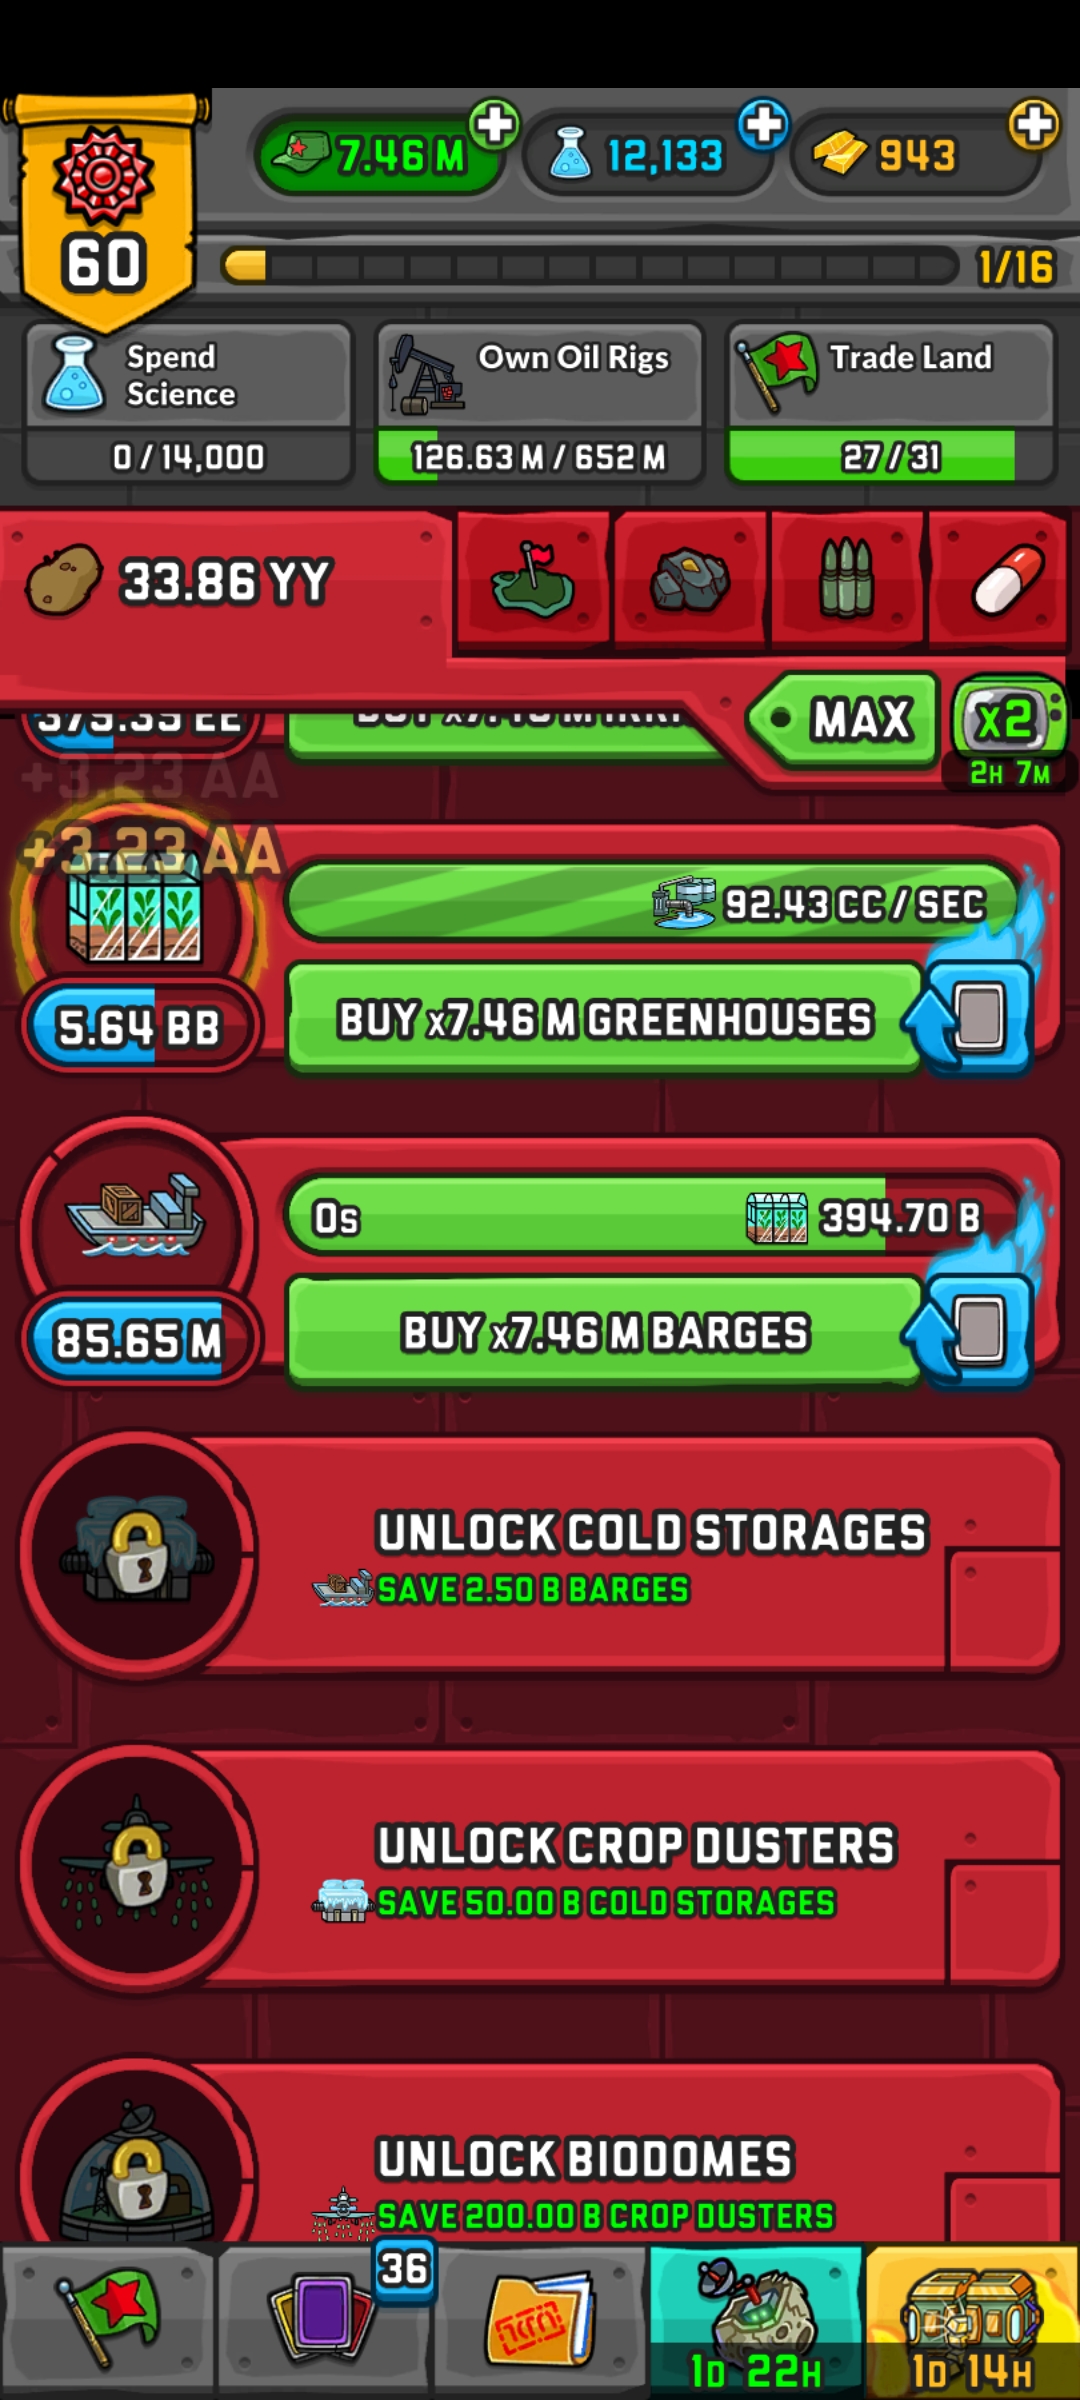 60
7.46 M
12,133
943
1/16
Spend
Science
0 / 14,000
Own Oil Rigs
126.63 M / 652 M
Trade Land
27 / 31
33.86 YY
MAX
x2
2H 7M
+3.23 AA
+3.23 AA
92.43 CC / SEC
5.64 BB
BUY x7.46 M GREENHOUSES
0s
394.70 B
85.65 M
BUY x7.46 M BARGES
UNLOCK COLD STORAGES
SAVE 2.50 B BARGES
UNLOCK CROP DUSTERS
SAVE 50.00 B COLD STORAGES
UNLOCK BIODOMES
SAVE 200.00 B CROP DUSTERS
36
1D 22H
1D 14H